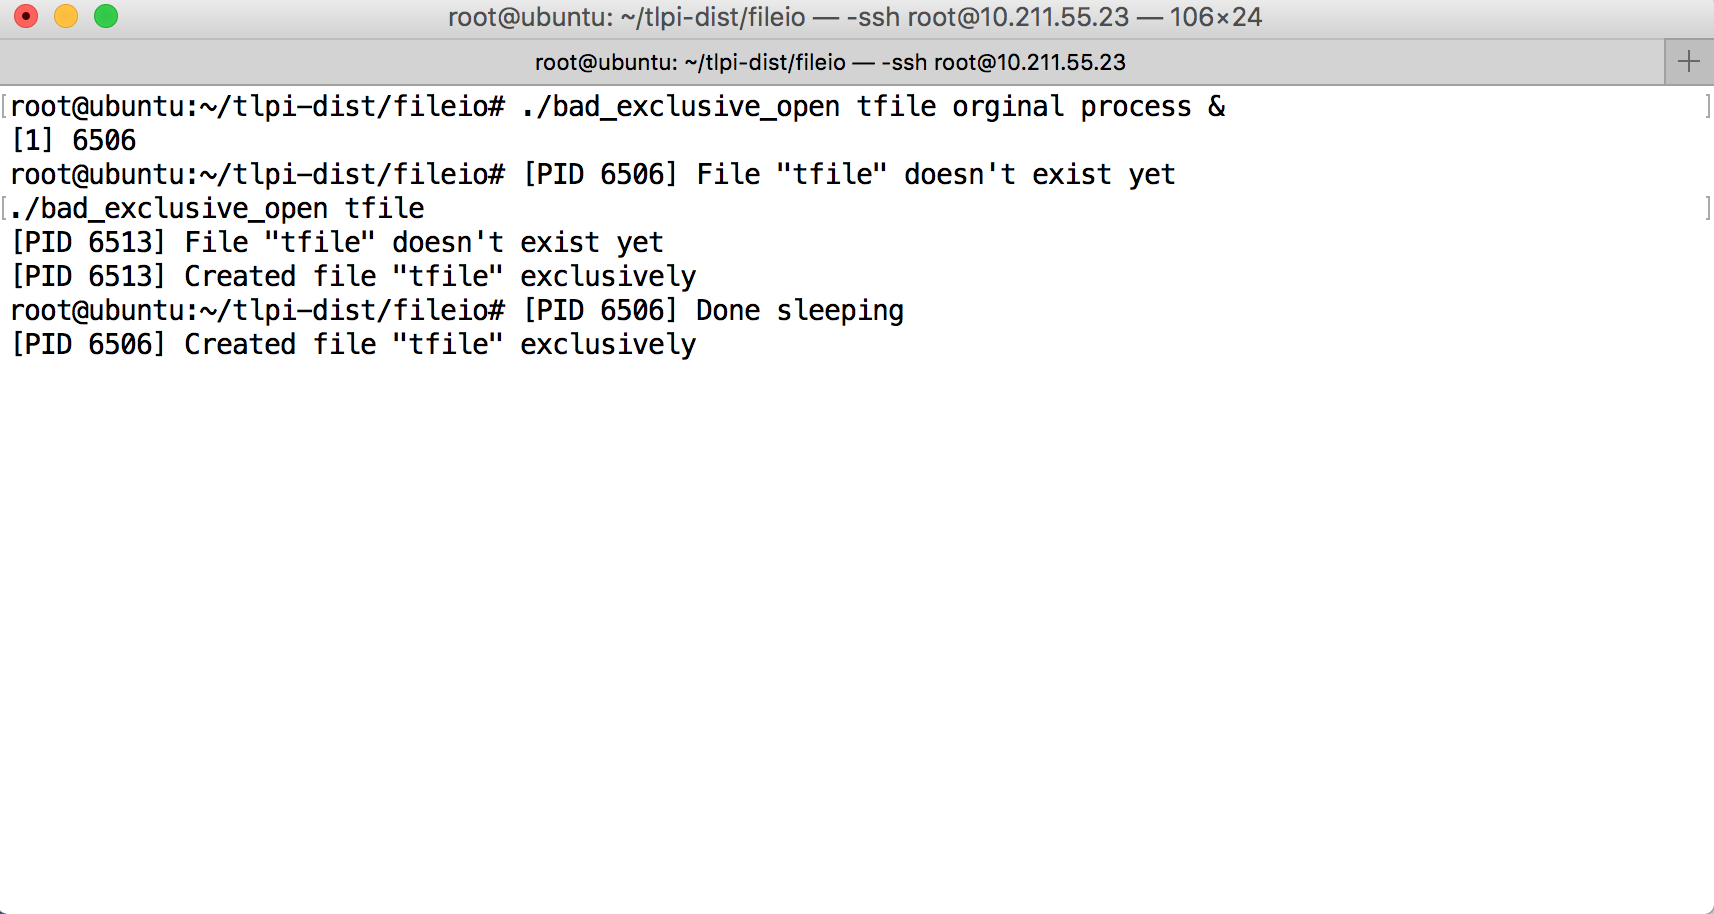 root@ubuntu: ~/tlpi-dist/fileio — -ssh root@10.211.55.23 — 106×24
root@ubuntu: ~/tlpi-dist/fileio — -ssh root@10.211.55.23
[root@ubuntu:~/tlpi-dist/fileio# ./bad_exclusive_open tfile orginal process & ]
[1] 6506
root@ubuntu:~/tlpi-dist/fileio# [PID 6506] File "tfile" doesn't exist yet
[./bad_exclusive_open tfile ]
[PID 6513] File "tfile" doesn't exist yet
[PID 6513] Created file "tfile" exclusively
root@ubuntu:~/tlpi-dist/fileio# [PID 6506] Done sleeping
[PID 6506] Created file "tfile" exclusively